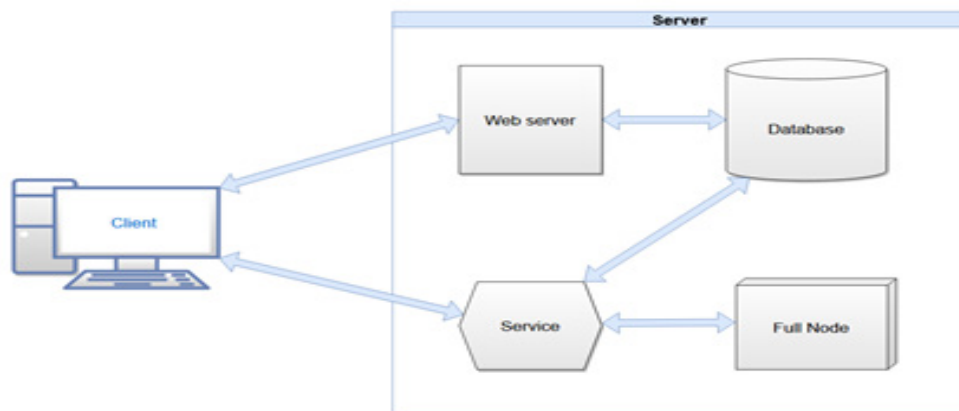 Server
Web server
Database
Client
Service
Full Node